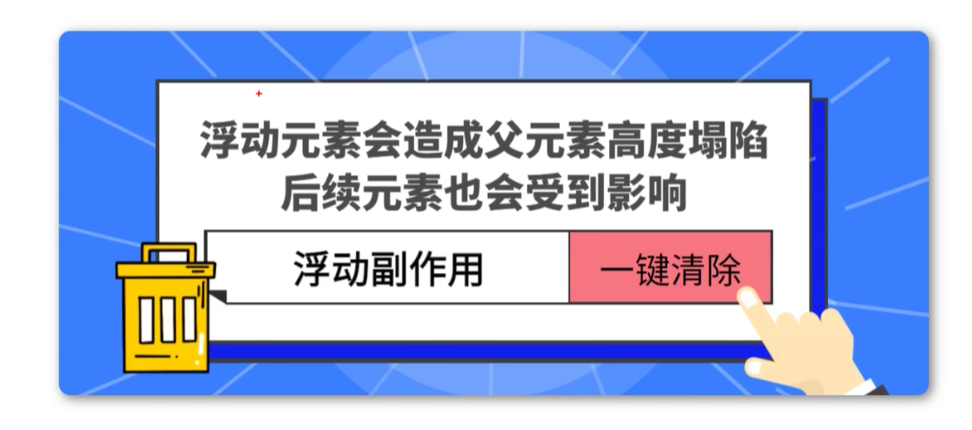 浮动元素会造成父元素高度塌陷
后续元素也会受到影响
浮动副作用
一键清除